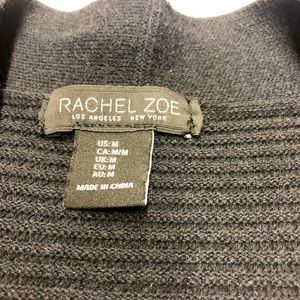 RACHEL ZOE
LOS ANGELES NEW YORK
US: M
CA: M/M
UK: M
EU: M
AU: M
MADE IN CHINA